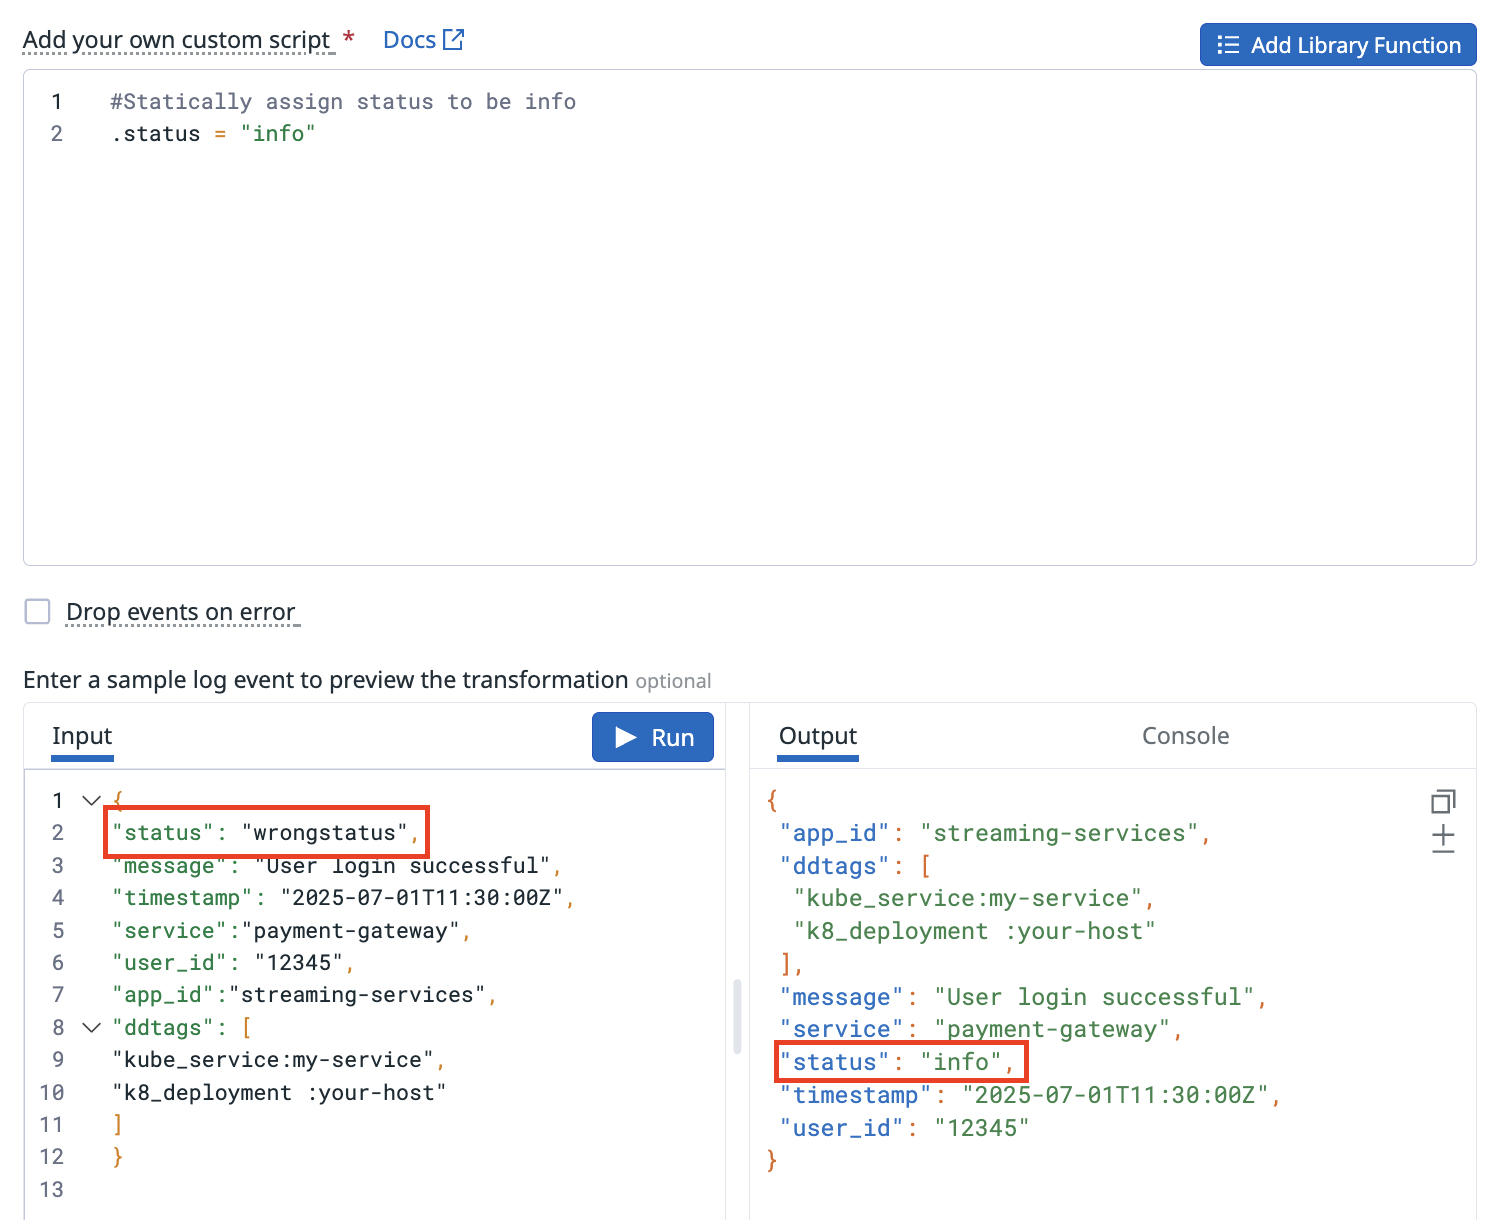 Add your own custom script * Docs
Add Library Function
1 #Statically assign status to be info
2 .status = "info"
Drop events on error
Enter a sample log event to preview the transformation optional
Input
Run
1 {
2 "status": "wrongstatus",
3 "message": "User login successful",
4 "timestamp": "2025-07-01T11:30:00Z",
5 "service":"payment-gateway",
6 "user_id": "12345",
7 "app_id":"streaming-services",
8 "ddtags": [
9 "kube_service:my-service",
10 "k8_deployment :your-host"
11 ]
12 }
13
Output
Console
{
"app_id": "streaming-services",
"ddtags": [
"kube_service:my-service",
"k8_deployment :your-host"
],
"message": "User login successful",
"service": "payment-gateway",
"status": "info",
"timestamp": "2025-07-01T11:30:00Z",
"user_id": "12345"
}